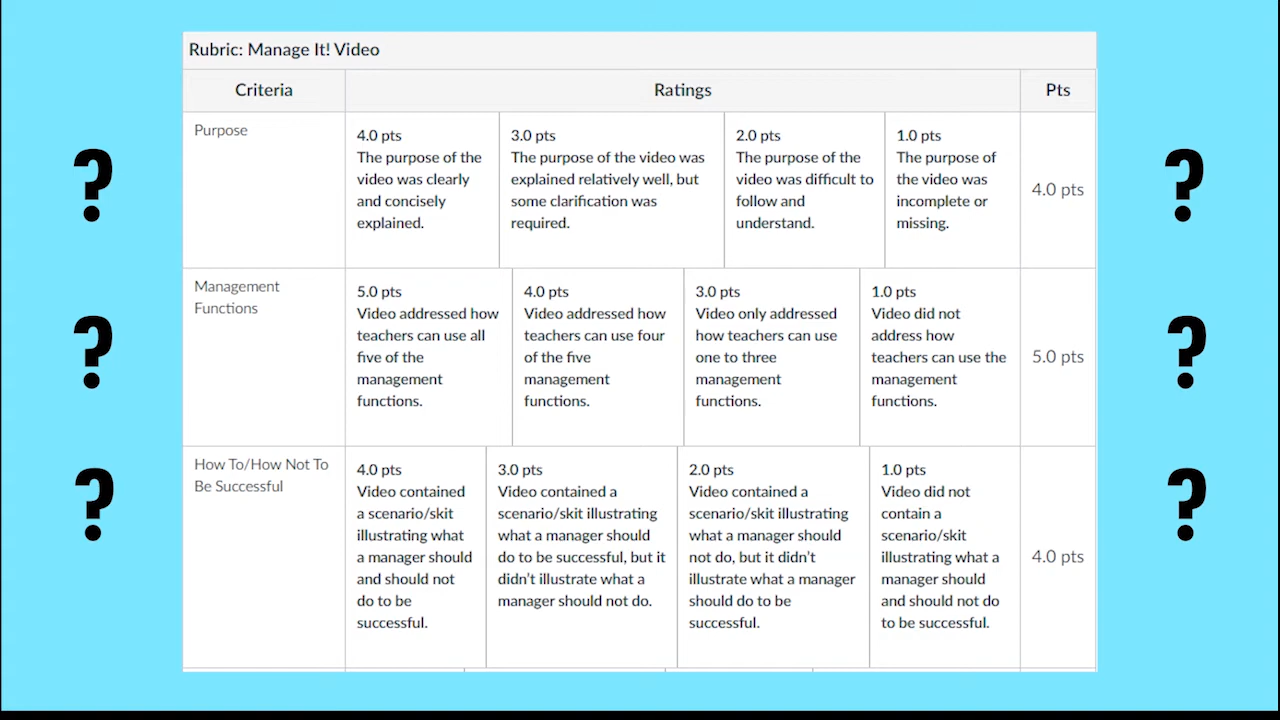 Rubric: Manage It! Video
Criteria
Ratings
Pts
Purpose
4.0 pts
The purpose of the
video was clearly
and concisely
explained.
3.0 pts
The purpose of the video was
explained relatively well, but
some clarification was
required.
2.0 pts
The purpose of the
video was difficult to
follow and
understand.
1.0 pts
The purpose of
the video was
incomplete or
missing.
4.0 pts
Management
Functions
5.0 pts
Video addressed how
teachers can use all
five of the
management
functions.
4.0 pts
Video addressed how
teachers can use four
of the five
management
functions.
3.0 pts
Video only addressed
how teachers can use
one to three
management
functions.
1.0 pts
Video did not
address how
teachers can use the
management
functions.
5.0 pts
How To/How Not To
Be Successful
4.0 pts
Video contained
a scenario/skit
illustrating what
a manager should
and should not
do to be
successful.
3.0 pts
Video contained a
scenario/skit illustrating
what a manager should
do to be successful, but it
didn't illustrate what a
manager should not do.
2.0 pts
Video contained a
scenario/skit illustrating
what a manager should
not do, but it didn't
illustrate what a manager
should do to be
successful.
1.0 pts
Video did not
contain a
scenario/skit
illustrating what a
manager should
and should not do
to be successful.
4.0 pts
?
?
?
?
?
?